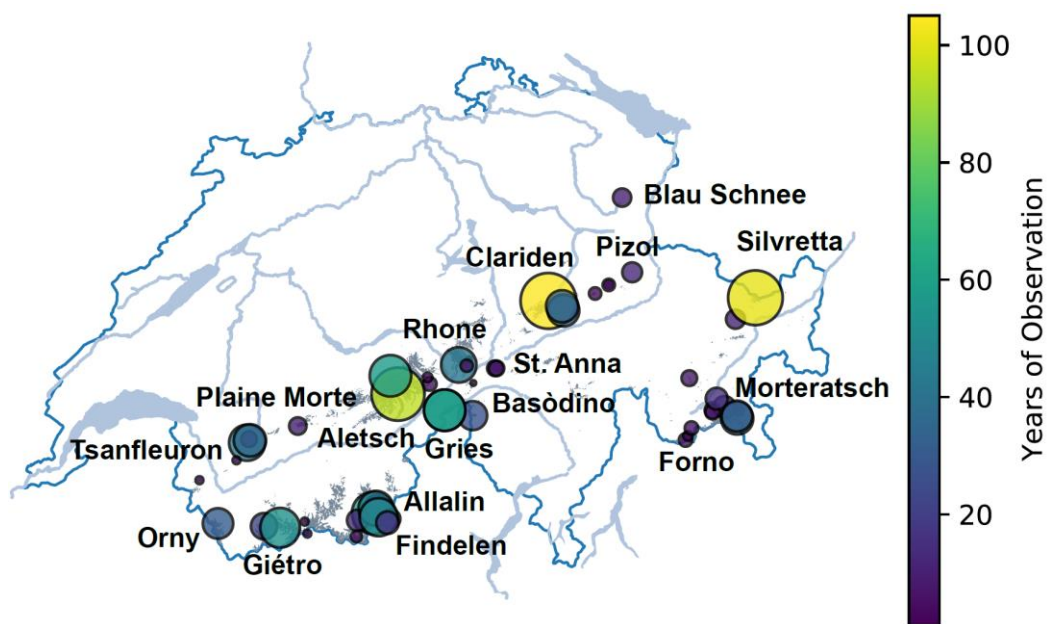 Blau Schnee
Pizol
Silvretta
Clariden
Rhone
St. Anna
Plaine Morte
Basòdino
Morteratsch
Aletsch
Gries
Tsanfleuron
Forno
Allalin
Orny
Findelen
Giétro
100
80
60
40
20
Years of Observation